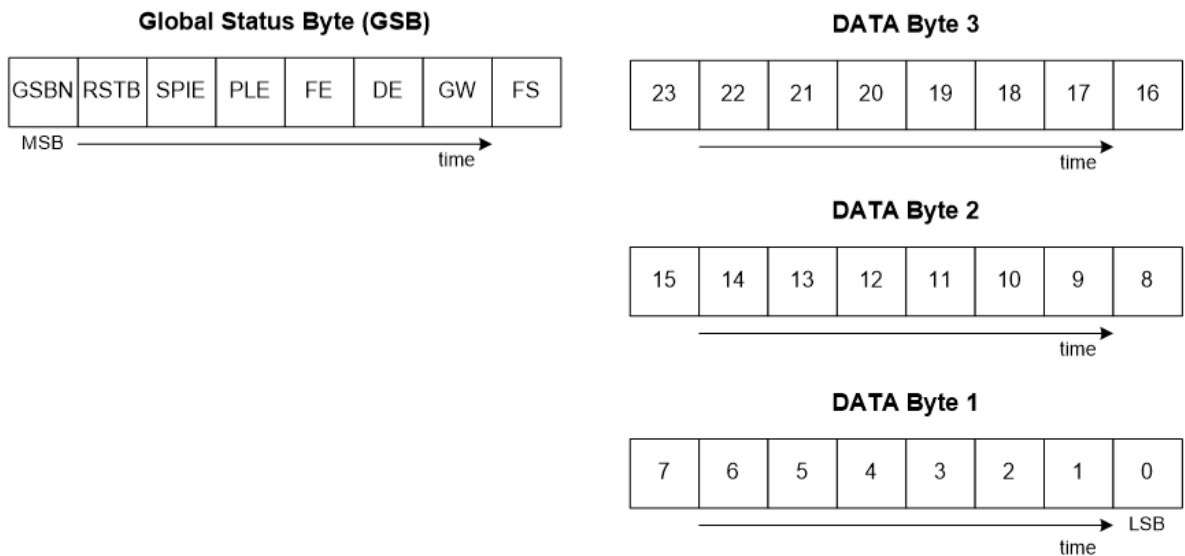 Global Status Byte (GSB)
GSBN RSTB SPIE PLE FE DE GW FS
MSB
time
DATA Byte 3
23 22 21 20 19 18 17 16
time
DATA Byte 2
15 14 13 12 11 10 9 8
time
DATA Byte 1
7 6 5 4 3 2 1 0
LSB
time